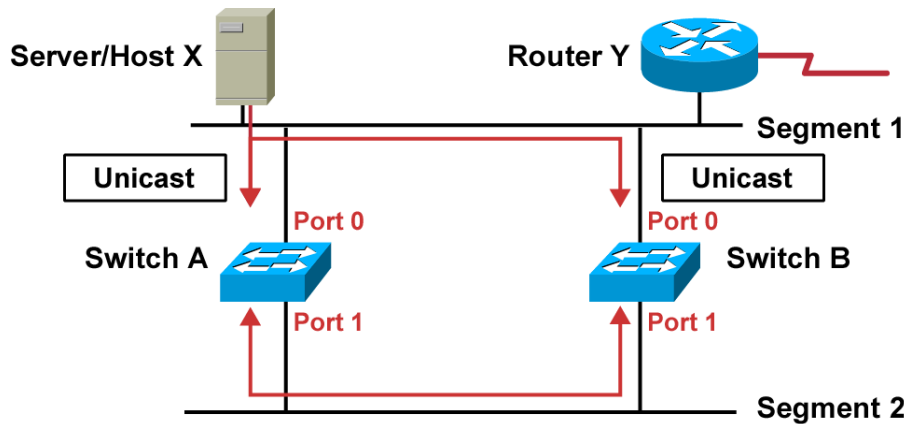 Server/Host X
Router Y
Segment 1
Unicast
Unicast
Port 0
Port 0
Switch A
Switch B
Port 1
Port 1
Segment 2